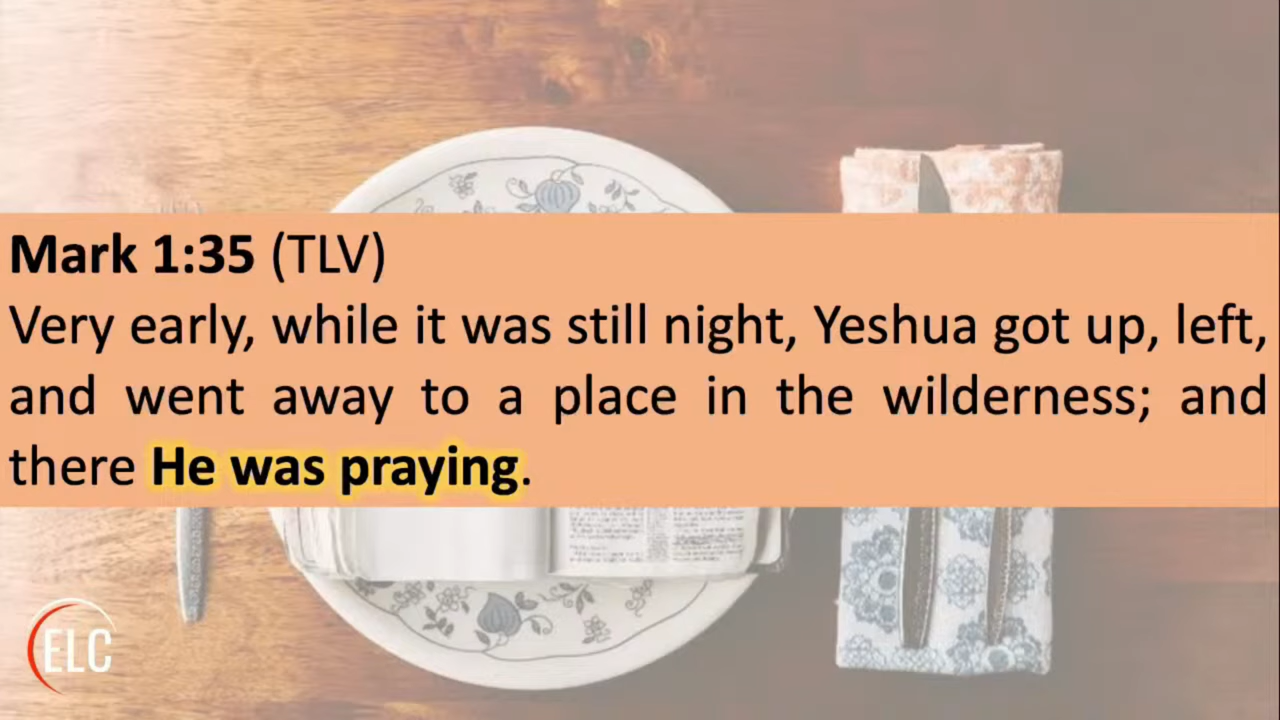 Mark 1:35 (TLV)
Very early, while it was still night, Yeshua got up, left,
and went away to a place in the wilderness; and
there He was praying.
ELC